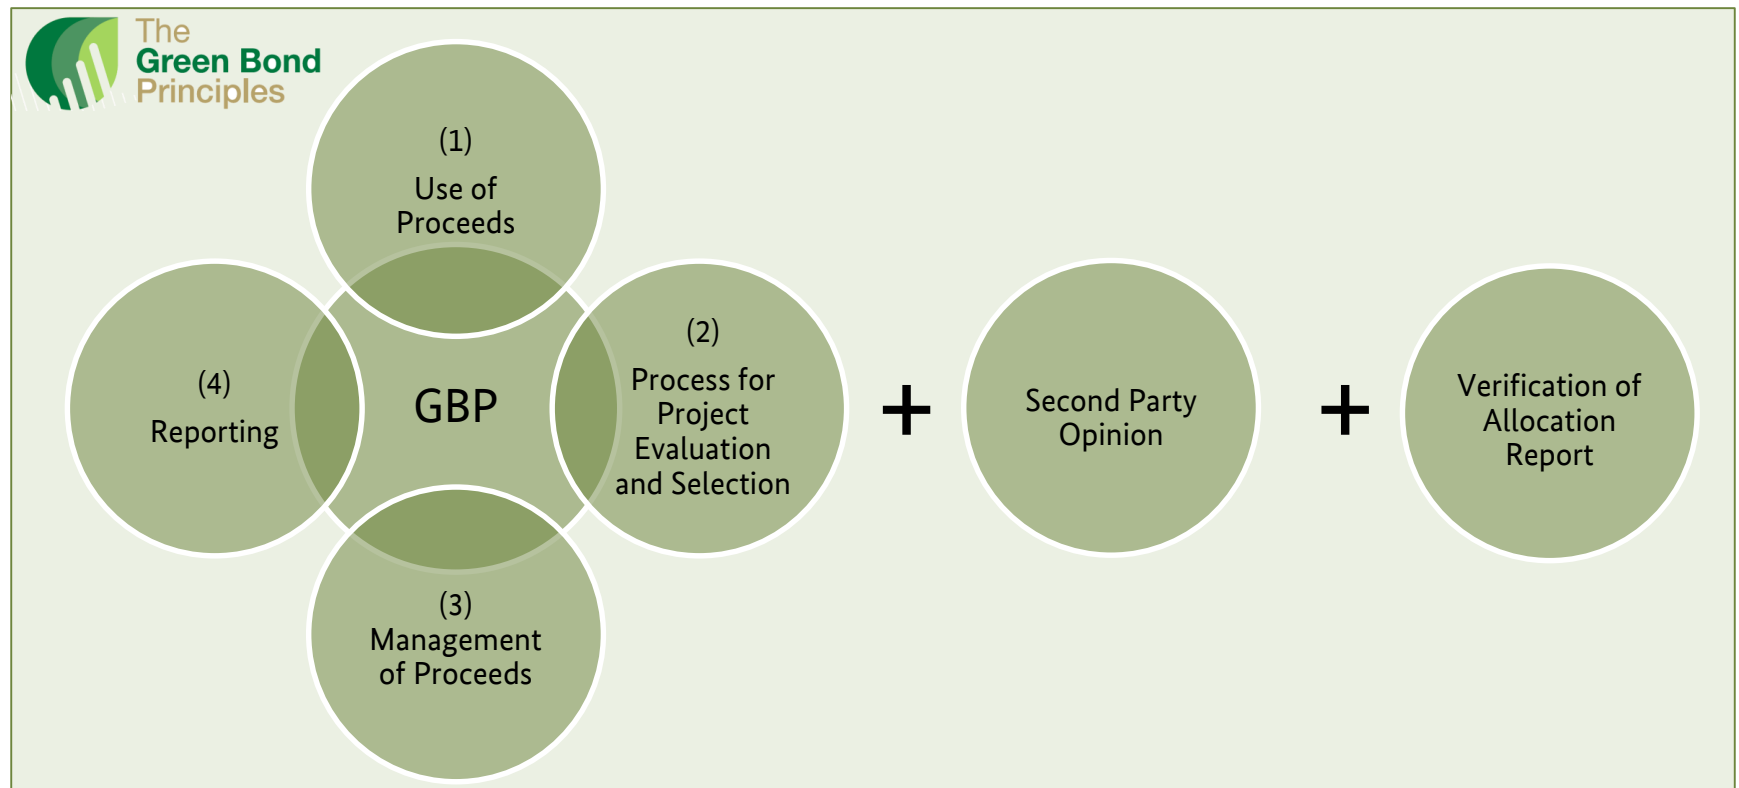 The
Green Bond
Principles
(1)
Use of
Proceeds
(2)
Process for
Project
Evaluation
and Selection
(4)
Reporting
GBP
(3)
Management
of Proceeds
+
Second Party
Opinion
+
Verification of
Allocation
Report